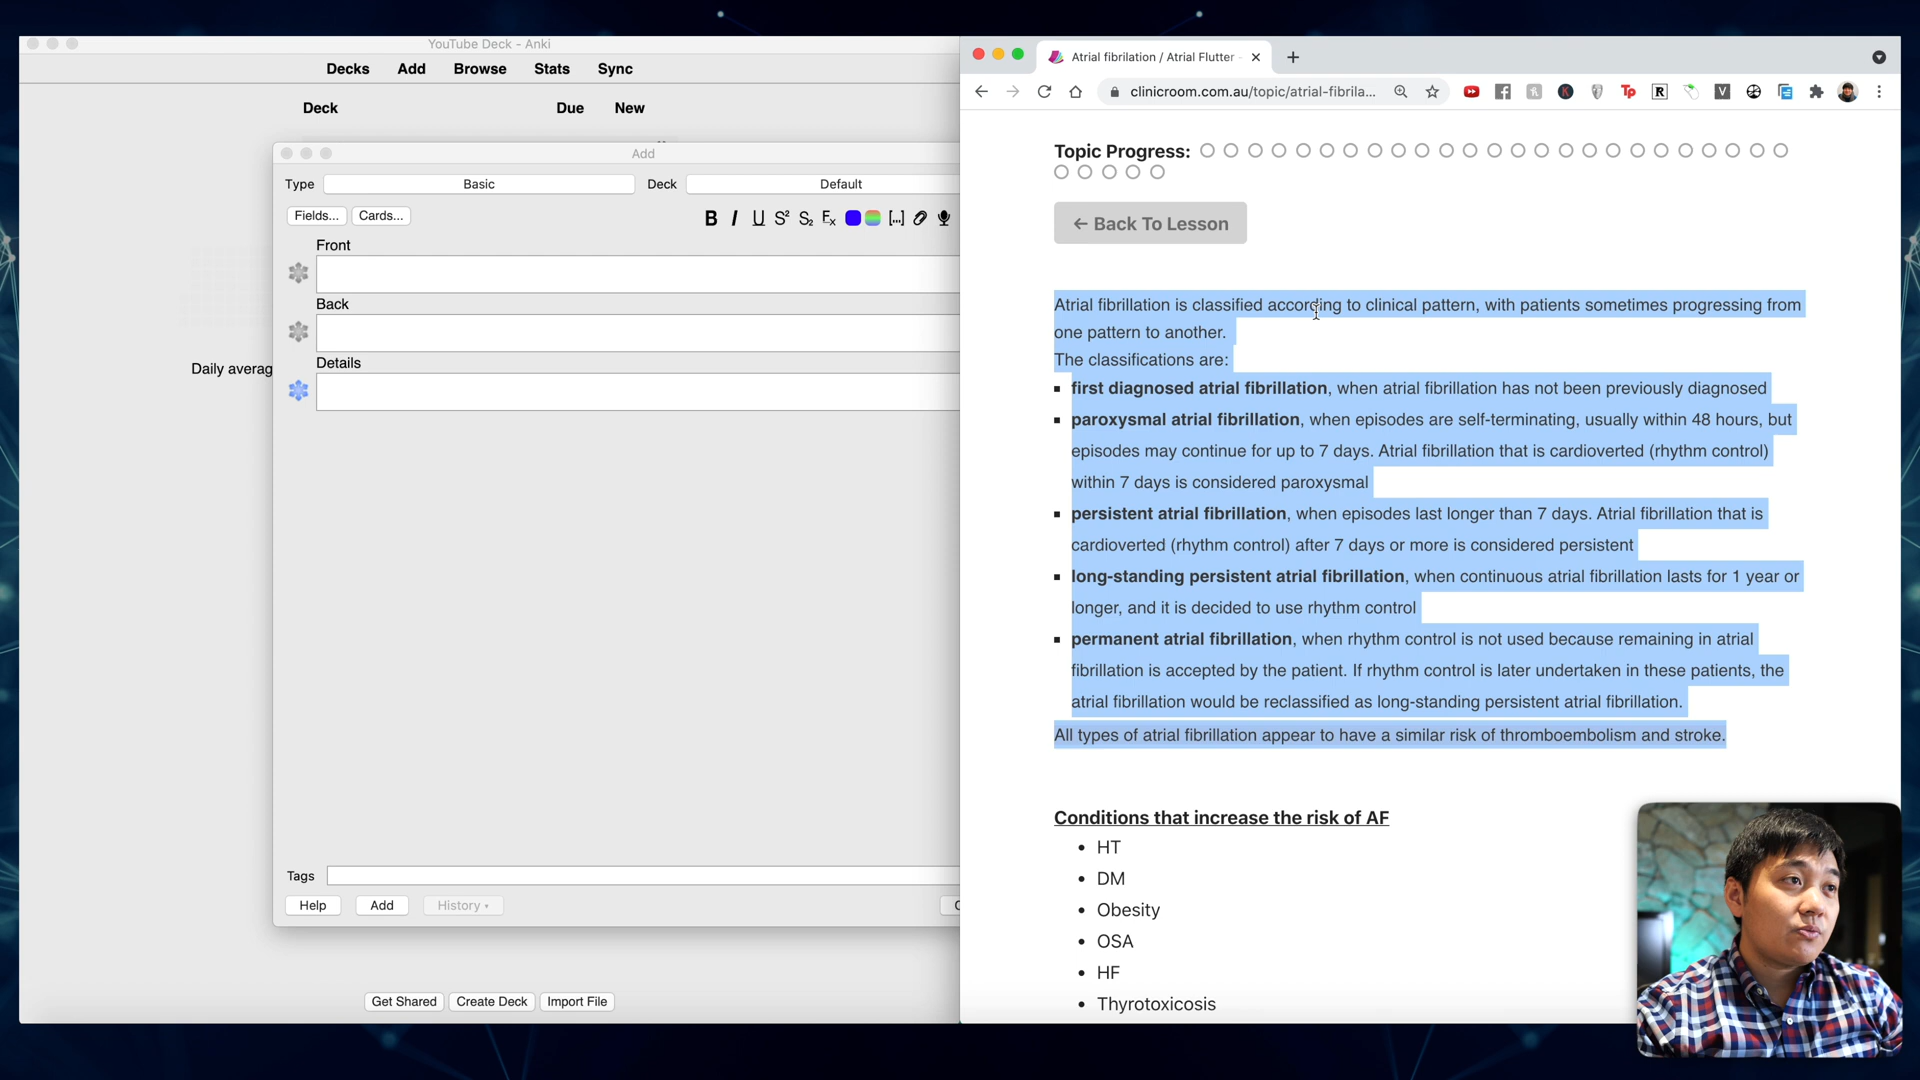 YouTube Deck - Anki
Decks Add Browse Stats Sync
Deck Due New
Add
Type Basic Deck Default
Fields... Cards...
B I U S² S₂ Ex [...]
Front
Back
Daily averag
Details
Tags
Help Add History
Get Shared Create Deck Import File
Atrial fibrilation / Atrial Flutter -
clinicroom.com.au/topic/atrial-fibrila...
Topic Progress:
← Back To Lesson
Atrial fibrillation is classified according to clinical pattern, with patients sometimes progressing from
one pattern to another.
The classifications are:
first diagnosed atrial fibrillation, when atrial fibrillation has not been previously diagnosed
paroxysmal atrial fibrillation, when episodes are self-terminating, usually within 48 hours, but
episodes may continue for up to 7 days. Atrial fibrillation that is cardioverted (rhythm control)
within 7 days is considered paroxysmal
persistent atrial fibrillation, when episodes last longer than 7 days. Atrial fibrillation that is
cardioverted (rhythm control) after 7 days or more is considered persistent
long-standing persistent atrial fibrillation, when continuous atrial fibrillation lasts for 1 year or
longer, and it is decided to use rhythm control
permanent atrial fibrillation, when rhythm control is not used because remaining in atrial
fibrillation is accepted by the patient. If rhythm control is later undertaken in these patients, the
atrial fibrillation would be reclassified as long-standing persistent atrial fibrillation.
All types of atrial fibrillation appear to have a similar risk of thromboembolism and stroke.
Conditions that increase the risk of AF
• HT
• DM
• Obesity
• OSA
• HF
• Thyrotoxicosis